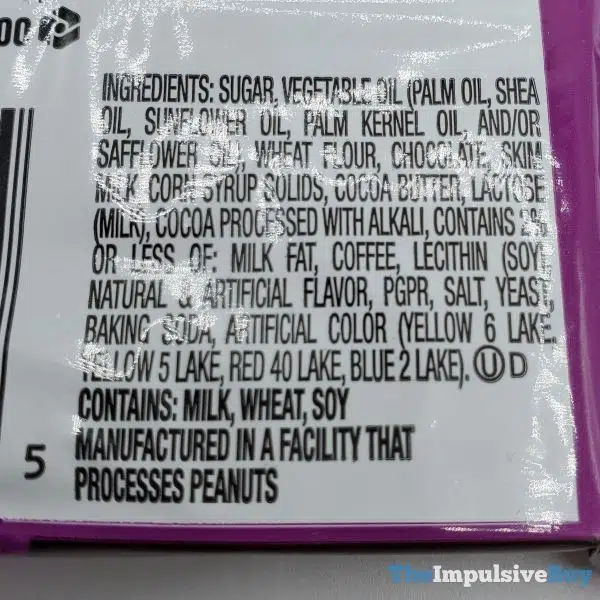 00
INGREDIENTS: SUGAR, VEGETABLE OIL (PALM OIL, SHEA
OIL, SUNFLOWER OIL, PALM KERNEL OIL, AND/OR
SAFFLOWER OIL), WHEAT FLOUR, CHOCOLATE, SKIM
MILK, CORN SYRUP SOLIDS, COCOA BUTTER, LACTOSE
(MILK), COCOA PROCESSED WITH ALKALI, CONTAINS 2%
OR LESS OF: MILK FAT, COFFEE, LECITHIN (SOY),
NATURAL & ARTIFICIAL FLAVOR, PGPR, SALT, YEAST,
BAKING SODA, ARTIFICIAL COLOR (YELLOW 6 LAKE,
YELLOW 5 LAKE, RED 40 LAKE, BLUE 2 LAKE). Ⓤ D
CONTAINS: MILK, WHEAT, SOY
MANUFACTURED IN A FACILITY THAT
PROCESSES PEANUTS
5
TheImpulsiveBuy